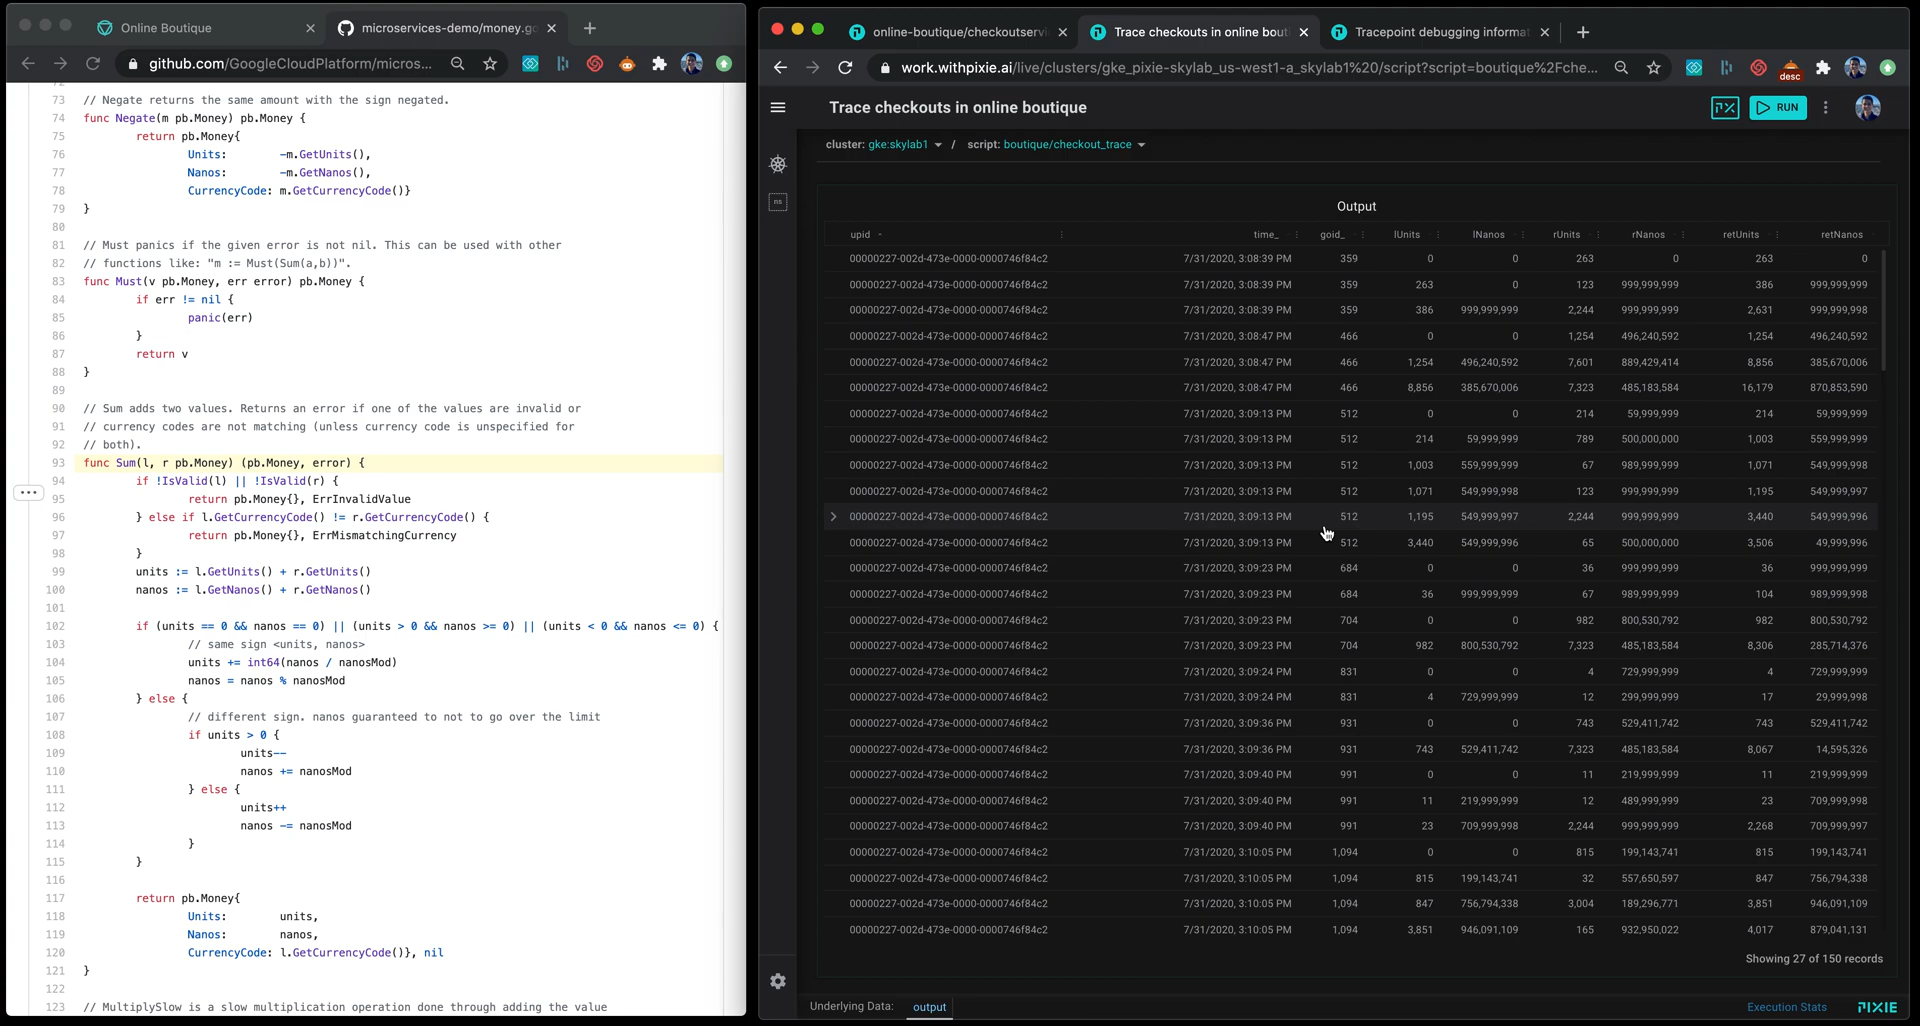 Online Boutique
microservices-demo/money.go
github.com/GoogleCloudPlatform/micros...
72
73 // Negate returns the same amount with the sign negated.
74 func Negate(m pb.Money) pb.Money {
75 return pb.Money{
76 Units: -m.GetUnits(),
77 Nanos: -m.GetNanos(),
78 CurrencyCode: m.GetCurrencyCode()}
79 }
80
81 // Must panics if the given error is not nil. This can be used with other
82 // functions like: "m := Must(Sum(a,b))".
83 func Must(v pb.Money, err error) pb.Money {
84 if err != nil {
85 panic(err)
86 }
87 return v
88 }
89
90 // Sum adds two values. Returns an error if one of the values are invalid or
91 // currency codes are not matching (unless currency code is unspecified for
92 // both).
93 func Sum(l, r pb.Money) (pb.Money, error) {
94 if !IsValid(l) || !IsValid(r) {
95 return pb.Money{}, ErrInvalidValue
96 } else if l.GetCurrencyCode() != r.GetCurrencyCode() {
97 return pb.Money{}, ErrMismatchingCurrency
98 }
99 units := l.GetUnits() + r.GetUnits()
100 nanos := l.GetNanos() + r.GetNanos()
101
102 if (units == 0 && nanos == 0) || (units > 0 && nanos >= 0) || (units < 0 && nanos <= 0) {
103 // same sign <units, nanos>
104 units += int64(nanos / nanosMod)
105 nanos = nanos % nanosMod
106 } else {
107 // different sign. nanos guaranteed to not to go over the limit
108 if units > 0 {
109 units--
110 nanos += nanosMod
111 } else {
112 units++
113 nanos -= nanosMod
114 }
115 }
116
117 return pb.Money{
118 Units: units,
119 Nanos: nanos,
120 CurrencyCode: l.GetCurrencyCode()}, nil
121 }
122
123 // MultiplySlow is a slow multiplication operation done through adding the value
online-boutique/checkoutservi
Trace checkouts in online bouti
Tracepoint debugging informat
work.withpixie.ai/live/clusters/gke_pixie-skylab_us-west1-a_skylab1%20/script?script=boutique%2Fche...
desc
Trace checkouts in online boutique
RUN
cluster: gke:skylab1 / script: boutique/checkout_trace
ns
Output
upid time_ goid_ lUnits lNanos rUnits rNanos retUnits retNanos
00000227-002d-473e-0000-0000746f84c2 7/31/2020, 3:08:39 PM 359 0 0 263 0 263 0
00000227-002d-473e-0000-0000746f84c2 7/31/2020, 3:08:39 PM 359 263 0 123 999,999,999 386 999,999,999
00000227-002d-473e-0000-0000746f84c2 7/31/2020, 3:08:39 PM 359 386 999,999,999 2,244 999,999,999 2,631 999,999,998
00000227-002d-473e-0000-0000746f84c2 7/31/2020, 3:08:47 PM 466 0 0 1,254 496,240,592 1,254 496,240,592
00000227-002d-473e-0000-0000746f84c2 7/31/2020, 3:08:47 PM 466 1,254 496,240,592 7,601 889,429,414 8,856 385,670,006
00000227-002d-473e-0000-0000746f84c2 7/31/2020, 3:08:47 PM 466 8,856 385,670,006 7,323 485,183,584 16,179 870,853,590
00000227-002d-473e-0000-0000746f84c2 7/31/2020, 3:09:13 PM 512 0 0 214 59,999,999 214 59,999,999
00000227-002d-473e-0000-0000746f84c2 7/31/2020, 3:09:13 PM 512 214 59,999,999 789 500,000,000 1,003 559,999,999
00000227-002d-473e-0000-0000746f84c2 7/31/2020, 3:09:13 PM 512 1,003 559,999,999 67 989,999,999 1,071 549,999,998
00000227-002d-473e-0000-0000746f84c2 7/31/2020, 3:09:13 PM 512 1,071 549,999,998 123 999,999,999 1,195 549,999,997
00000227-002d-473e-0000-0000746f84c2 7/31/2020, 3:09:13 PM 512 1,195 549,999,997 2,244 999,999,999 3,440 549,999,996
00000227-002d-473e-0000-0000746f84c2 7/31/2020, 3:09:13 PM 512 3,440 549,999,996 65 500,000,000 3,506 49,999,996
00000227-002d-473e-0000-0000746f84c2 7/31/2020, 3:09:23 PM 684 0 0 36 999,999,999 36 999,999,999
00000227-002d-473e-0000-0000746f84c2 7/31/2020, 3:09:23 PM 684 36 999,999,999 67 989,999,999 104 989,999,998
00000227-002d-473e-0000-0000746f84c2 7/31/2020, 3:09:23 PM 704 0 0 982 800,530,792 982 800,530,792
00000227-002d-473e-0000-0000746f84c2 7/31/2020, 3:09:23 PM 704 982 800,530,792 7,323 485,183,584 8,306 285,714,376
00000227-002d-473e-0000-0000746f84c2 7/31/2020, 3:09:24 PM 831 0 0 4 729,999,999 4 729,999,999
00000227-002d-473e-0000-0000746f84c2 7/31/2020, 3:09:24 PM 831 4 729,999,999 12 299,999,999 17 29,999,998
00000227-002d-473e-0000-0000746f84c2 7/31/2020, 3:09:36 PM 931 0 0 743 529,411,742 743 529,411,742
00000227-002d-473e-0000-0000746f84c2 7/31/2020, 3:09:36 PM 931 743 529,411,742 7,323 485,183,584 8,067 14,595,326
00000227-002d-473e-0000-0000746f84c2 7/31/2020, 3:09:40 PM 991 0 0 11 219,999,999 11 219,999,999
00000227-002d-473e-0000-0000746f84c2 7/31/2020, 3:09:40 PM 991 11 219,999,999 12 489,999,999 23 709,999,998
00000227-002d-473e-0000-0000746f84c2 7/31/2020, 3:09:40 PM 991 23 709,999,998 2,244 999,999,999 2,268 709,999,997
00000227-002d-473e-0000-0000746f84c2 7/31/2020, 3:10:05 PM 1,094 0 0 815 199,143,741 815 199,143,741
00000227-002d-473e-0000-0000746f84c2 7/31/2020, 3:10:05 PM 1,094 815 199,143,741 32 557,650,597 847 756,794,338
00000227-002d-473e-0000-0000746f84c2 7/31/2020, 3:10:05 PM 1,094 847 756,794,338 3,004 189,296,771 3,851 946,091,109
00000227-002d-473e-0000-0000746f84c2 7/31/2020, 3:10:05 PM 1,094 3,851 946,091,109 165 932,950,022 4,017 879,041,131
Showing 27 of 150 records
Underlying Data: output
Execution Stats
PIXIE